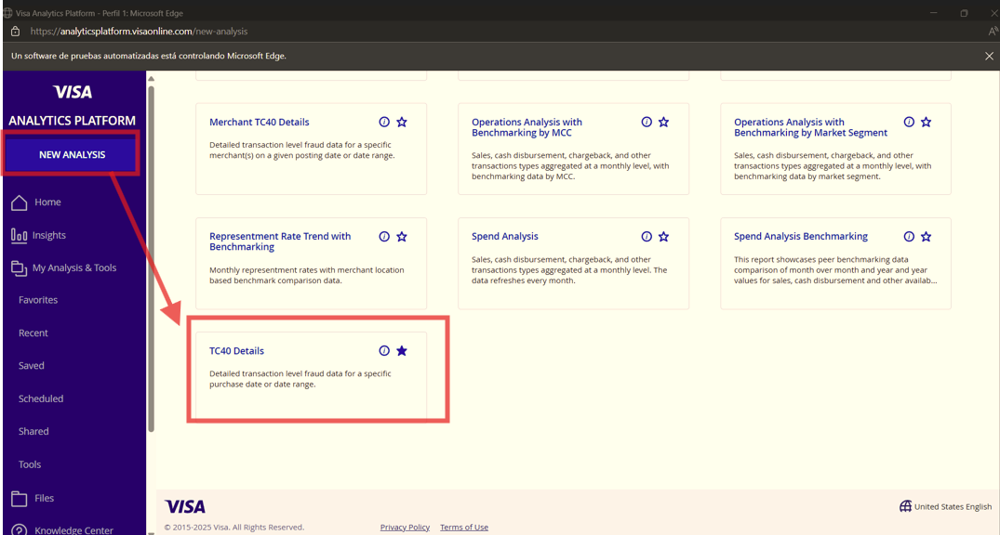 Visa Analytics Platform - Perfil 1: Microsoft Edge
https://analyticsplatform.visaonline.com/new-analysis
Un software de pruebas automatizadas está controlando Microsoft Edge.
VISA
ANALYTICS PLATFORM
NEW ANALYSIS
Home
Insights
My Analysis & Tools
Favorites
Recent
Saved
Scheduled
Shared
Tools
Files
Knowledge Center
Merchant TC40 Details
Detailed transaction level fraud data for a specific
merchant(s) on a given posting date or date range.
Operations Analysis with
Benchmarking by MCC
Sales, cash disbursement, chargeback, and other
transactions types aggregated at a monthly level, with
benchmarking data by MCC.
Operations Analysis with
Benchmarking by Market Segment
Sales, cash disbursement, chargeback, and other
transactions types aggregated at a monthly level, with
benchmarking data by market segment.
Representment Rate Trend with
Benchmarking
Monthly representment rates with merchant location
based benchmark comparison data.
Spend Analysis
Sales, cash disbursement, chargeback, and other
transactions types aggregated at a monthly level. The
data refreshes every month.
Spend Analysis Benchmarking
This report showcases peer benchmarking data
comparison of month over month and year and year
values for sales, cash disbursement and other availab...
TC40 Details
Detailed transaction level fraud data for a specific
purchase date or date range.
VISA
United States English
© 2015-2025 Visa. All Rights Reserved.
Privacy Policy
Terms of Use